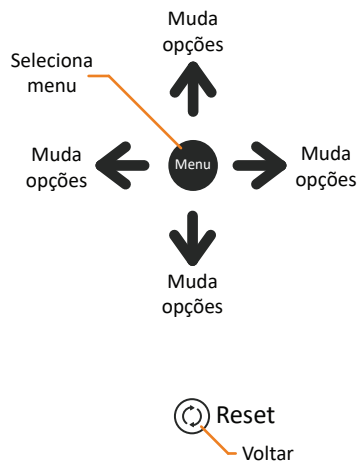 Muda
opções
Seleciona
menu
Muda
opções
Menu
Muda
opções
Muda
opções
Reset
Voltar